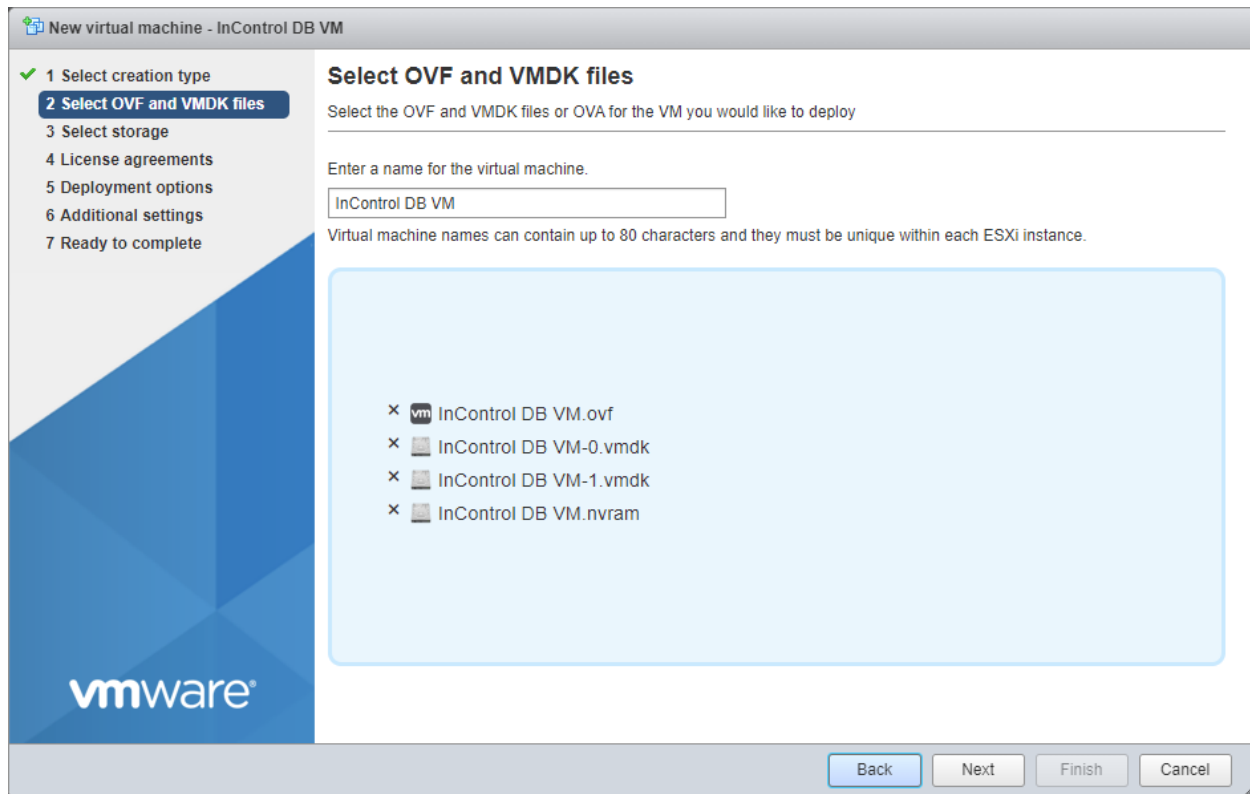 New virtual machine - InControl DB VM
1 Select creation type
2 Select OVF and VMDK files
3 Select storage
4 License agreements
5 Deployment options
6 Additional settings
7 Ready to complete
vmware®
Select OVF and VMDK files
Select the OVF and VMDK files or OVA for the VM you would like to deploy
Enter a name for the virtual machine.
InControl DB VM
Virtual machine names can contain up to 80 characters and they must be unique within each ESXi instance.
× vm InControl DB VM.ovf
× InControl DB VM-0.vmdk
× InControl DB VM-1.vmdk
× InControl DB VM.nvram
Back Next Finish Cancel